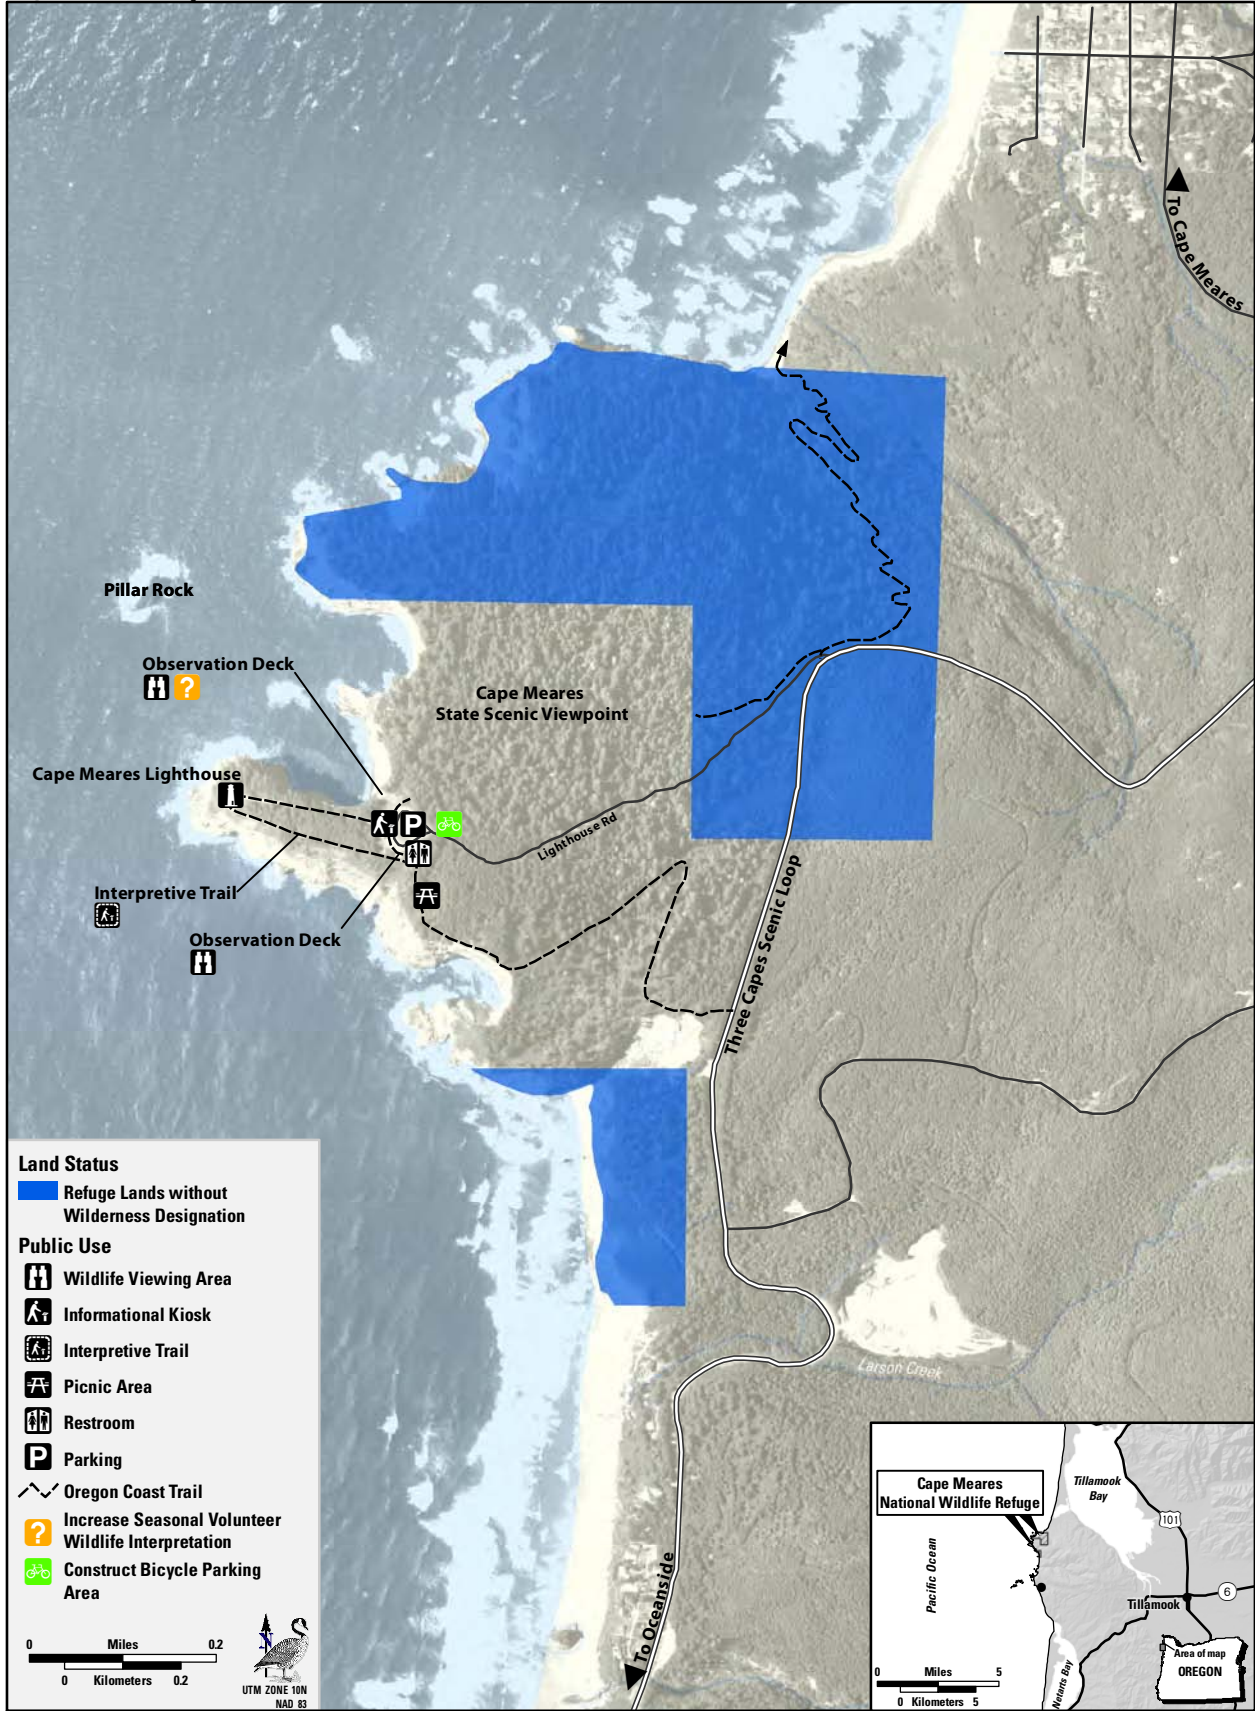 To Cape Meares
Pillar Rock
Observation Deck
?
Cape Meares
State Scenic Viewpoint
Cape Meares Lighthouse
P
Lighthouse Rd
Interpretive Trail
Observation Deck
Three Capes Scenic Loop
Larson Creek
To Oceanside
Land Status
Refuge Lands without
Wilderness Designation
Public Use
Wildlife Viewing Area
Informational Kiosk
Interpretive Trail
Picnic Area
Restroom
P Parking
Oregon Coast Trail
? Increase Seasonal Volunteer
Wildlife Interpretation
Construct Bicycle Parking
Area
0 Miles 0.2
0 Kilometers 0.2
N
UTM ZONE 10N
NAD 83
Cape Meares
National Wildlife Refuge
Tillamook
Bay
101
Pacific Ocean
Tillamook
6
Netarts Bay
0 Miles 5
0 Kilometers 5
Area of map
OREGON